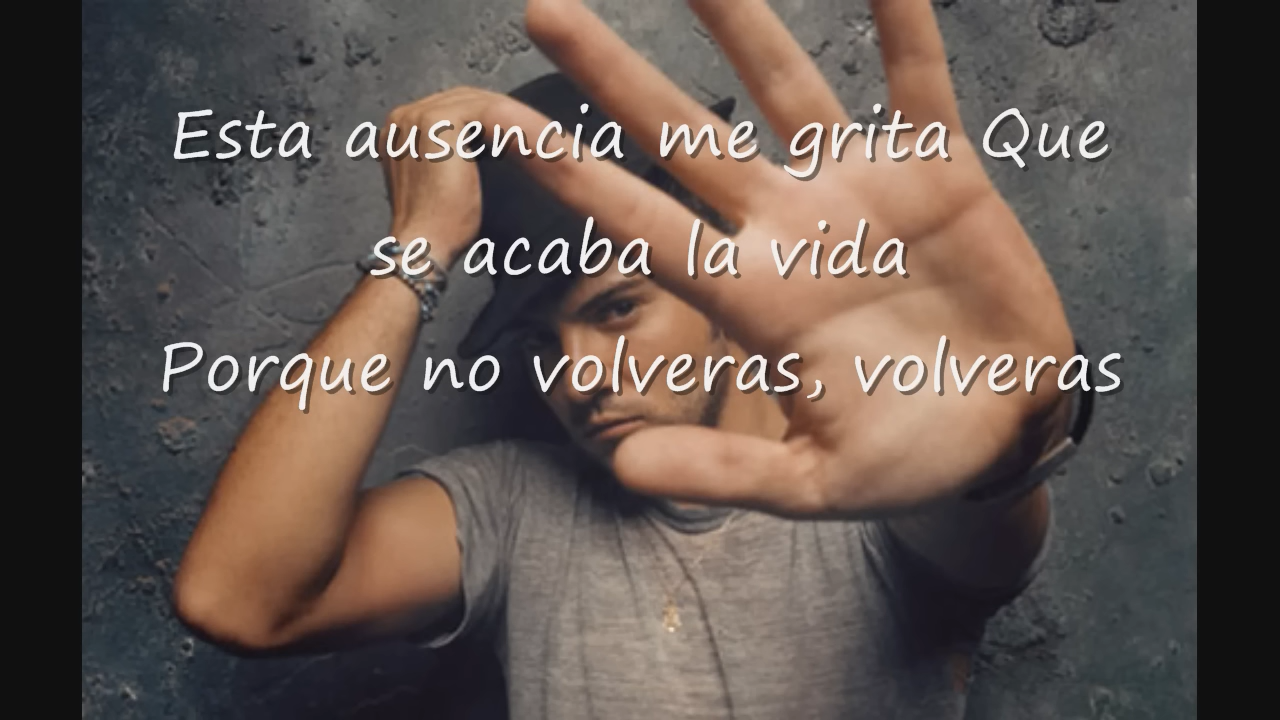 Esta ausencia me grita Que
se acaba la vida
Porque no volveras, volveras